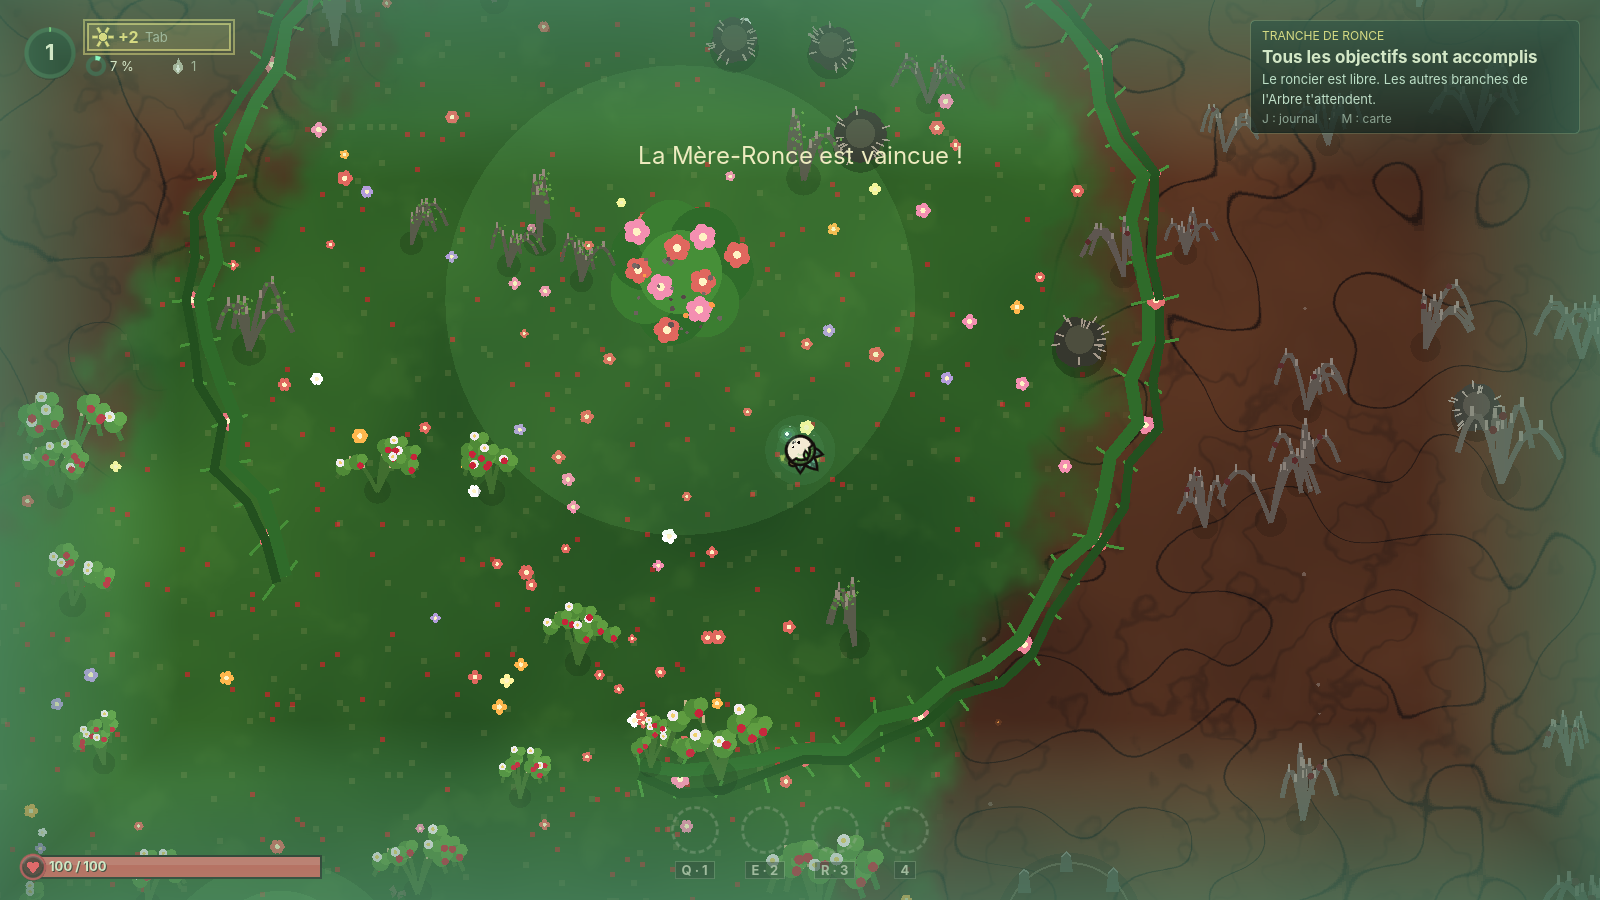 1
+2 Tab
7 %
1
TRANCHE DE RONCE
Tous les objectifs sont accomplis
Le roncier est libre. Les autres branches de
l'Arbre t'attendent.
J : journal · M : carte
La Mère-Ronce est vaincue !
100 / 100
Q · 1
E · 2
R · 3
4